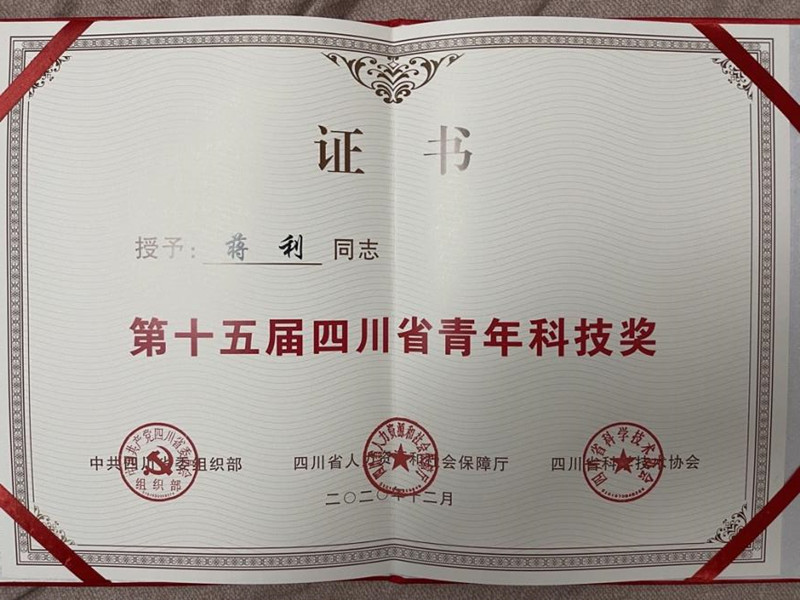 证 书
授予: 蒋 利 同志
第十五届四川省青年科技奖
中共四川省委组织部 四川省人力资源和社会保障厅 四川省科学技术协会
组织部
二〇二〇年十二月